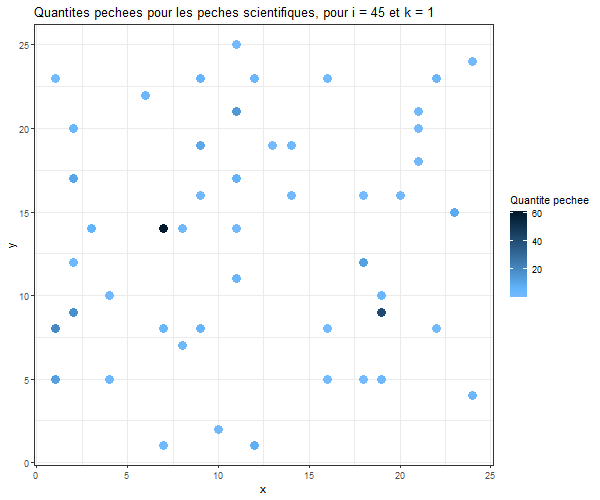 Quantites pechees pour les peches scientifiques, pour i = 45 et k = 1
25
20
15
10
5
0
y
0 5 10 15 20 25
x
Quantite pechee
60
40
20